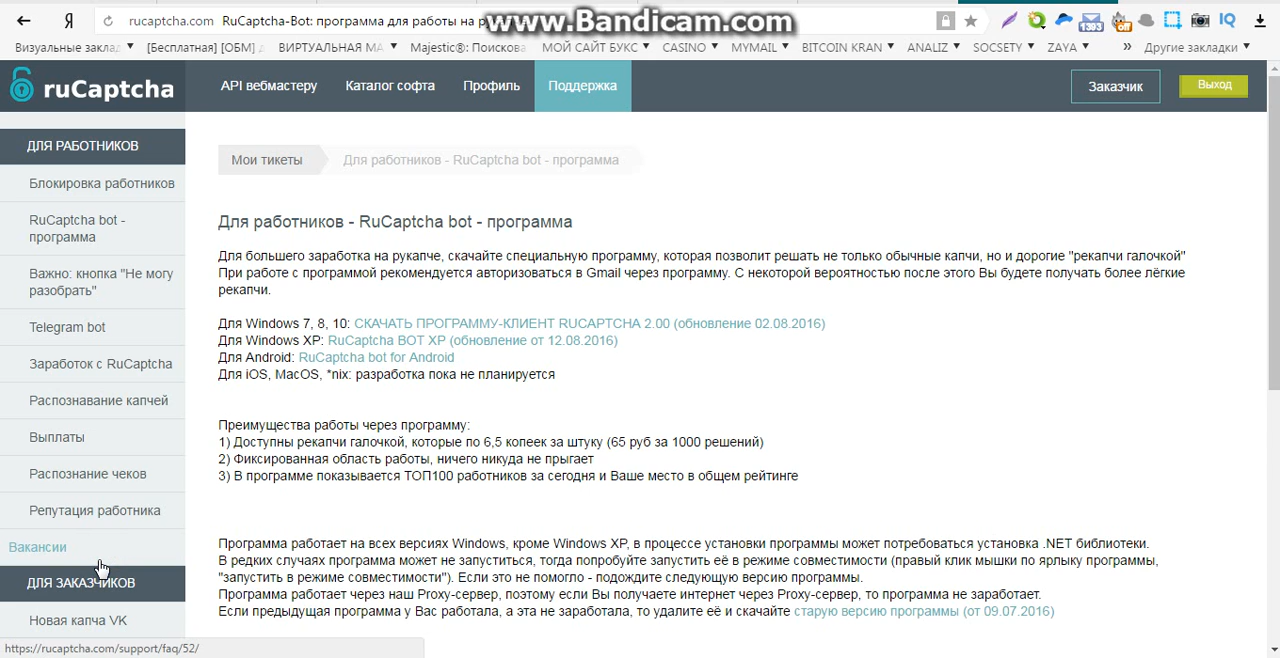 rucaptcha.com RuCaptcha-Bot: программа для работы на
www.Bandicam.com
Визуальные заклад
[Бесплатная] [ОБМ]
ВИРТУАЛЬНАЯ МА
Majestic®: Поискова
МОЙ САЙТ БУКС
CASINO
MYMAIL
BITCOIN KRAN
ANALIZ
SOCSETY
ZAYA
» Другие закладки
ruCaptcha
API вебмастеру
Каталог софта
Профиль
Поддержка
Заказчик
Выход
ДЛЯ РАБОТНИКОВ
Блокировка работников
RuCaptcha bot -
программа
Важно: кнопка "Не могу
разобрать"
Telegram bot
Заработок с RuCaptcha
Распознавание капчей
Выплаты
Распознание чеков
Репутация работника
Вакансии
ДЛЯ ЗАКАЗЧИКОВ
Новая капча VK
https://rucaptcha.com/support/faq/52/
Мои тикеты
Для работников - RuCaptcha bot - программа
Для работников - RuCaptcha bot - программа
Для большего заработка на рукапче, скачайте специальную программу, которая позволит решать не только обычные капчи, но и дорогие "рекапчи галочкой"
При работе с программой рекомендуется авторизоваться в Gmail через программу. С некоторой вероятностью после этого Вы будете получать более лёгкие
рекапчи.
Для Windows 7, 8, 10: СКАЧАТЬ ПРОГРАММУ-КЛИЕНТ RUCAPTCHA 2.00 (обновление 02.08.2016)
Для Windows XP: RuCaptcha BOT XP (обновление от 12.08.2016)
Для Android: RuCaptcha bot for Android
Для iOS, MacOS, *nix: разработка пока не планируется
Преимущества работы через программу:
1) Доступны рекапчи галочкой, которые по 6,5 копеек за штуку (65 руб за 1000 решений)
2) Фиксированная область работы, ничего никуда не прыгает
3) В программе показывается ТОП100 работников за сегодня и Ваше место в общем рейтинге
Программа работает на всех версиях Windows, кроме Windows XP, в процессе установки программы может потребоваться установка .NET библиотеки.
В редких случаях программа может не запуститься, тогда попробуйте запустить её в режиме совместимости (правый клик мышки по ярлыку программы,
"запустить в режиме совместимости"). Если это не помогло - подождите следующую версию программы.
Программа работает через наш Proxy-сервер, поэтому если Вы получаете интернет через Proxy-сервер, то программа не заработает.
Если предыдущая программа у Вас работала, а эта не заработала, то удалите её и скачайте старую версию программы (от 09.07.2016)